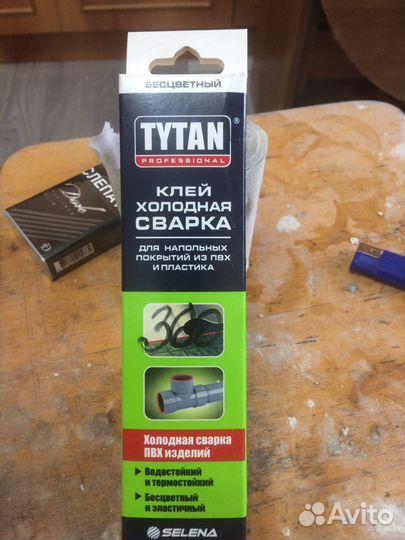 БЕСЦВЕТНЫЙ
TYTAN®
PROFESSIONAL
КЛЕЙ
ХОЛОДНАЯ
СВАРКА
ДЛЯ НАПОЛЬНЫХ
ПОКРЫТИЙ ИЗ ПВХ
И ПЛАСТИКА
Холодная сварка
ПВХ изделий
Водостойкий
и термостойкий
Бесцветный
и эластичный
SELENA
Avito